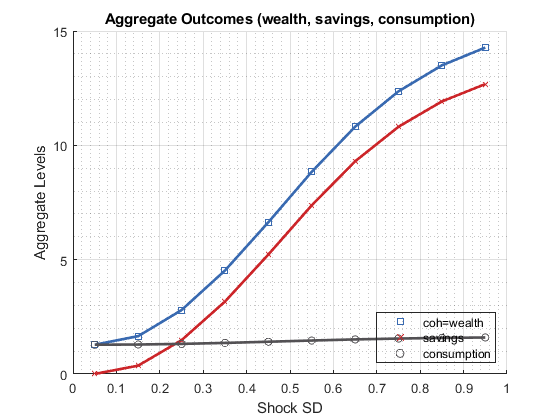 Aggregate Outcomes (wealth, savings, consumption)
15
10
5
0
Aggregate Levels
0 0.1 0.2 0.3 0.4 0.5 0.6 0.7 0.8 0.9 1
Shock SD
coh=wealth
savings
consumption